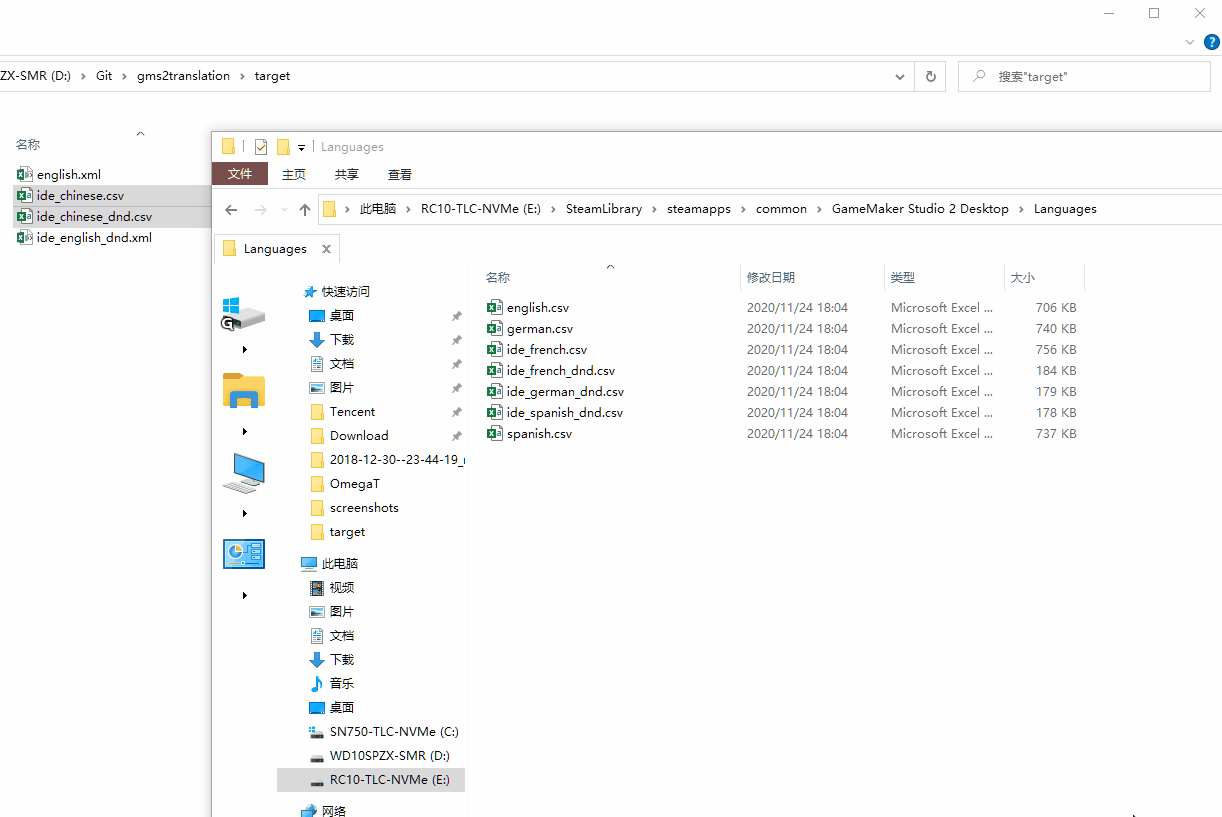 ZX-SMR (D:) › Git › gms2translation › target
搜索"target"
名称
english.xml
ide_chinese.csv
ide_chinese_dnd.csv
ide_english_dnd.xml
Languages
文件 主页 共享 查看
此电脑 › RC10-TLC-NVMe (E:) › SteamLibrary › steamapps › common › GameMaker Studio 2 Desktop › Languages
Languages
快速访问
桌面
下载
文档
图片
Tencent
Download
2018-12-30--23-44-19_
OmegaT
screenshots
target
此电脑
视频
图片
文档
下载
音乐
桌面
SN750-TLC-NVMe (C:)
WD10SPZX-SMR (D:)
RC10-TLC-NVMe (E:)
网络
名称 修改日期 类型 大小
english.csv 2020/11/24 18:04 Microsoft Excel ... 706 KB
german.csv 2020/11/24 18:04 Microsoft Excel ... 740 KB
ide_french.csv 2020/11/24 18:04 Microsoft Excel ... 756 KB
ide_french_dnd.csv 2020/11/24 18:04 Microsoft Excel ... 184 KB
ide_german_dnd.csv 2020/11/24 18:04 Microsoft Excel ... 179 KB
ide_spanish_dnd.csv 2020/11/24 18:04 Microsoft Excel ... 178 KB
spanish.csv 2020/11/24 18:04 Microsoft Excel ... 737 KB